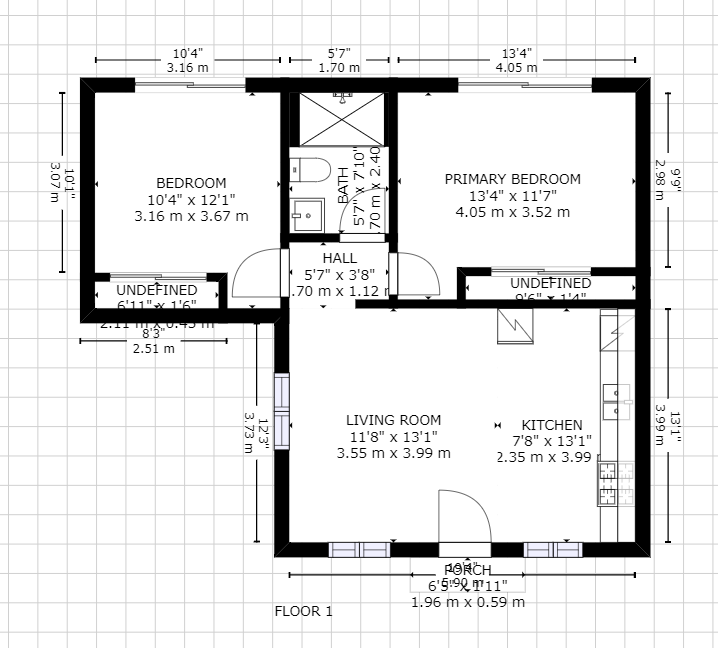 10'4"
3.16 m
5'7"
1.70 m
13'4"
4.05 m
10'1"
3.07 m
9'9"
2.98 m
BEDROOM
10'4" x 12'1"
3.16 m x 3.67 m
BATH
5'7" x 7'10"
70 m x 2.40
PRIMARY BEDROOM
13'4" x 11'7"
4.05 m x 3.52 m
HALL
5'7" x 3'8"
.70 m x 1.12 m
UNDEFINED
6'11" x 1'6"
2.11 m x 0.45 m
UNDEFINED
9'6" x 1'4"
8'3"
2.51 m
12'3"
3.73 m
13'1"
3.99 m
LIVING ROOM
11'8" x 13'1"
3.55 m x 3.99 m
KITCHEN
7'8" x 13'1"
2.35 m x 3.99
19'4"
5.90 m
PORCH
6'5" x 1'11"
1.96 m x 0.59 m
FLOOR 1